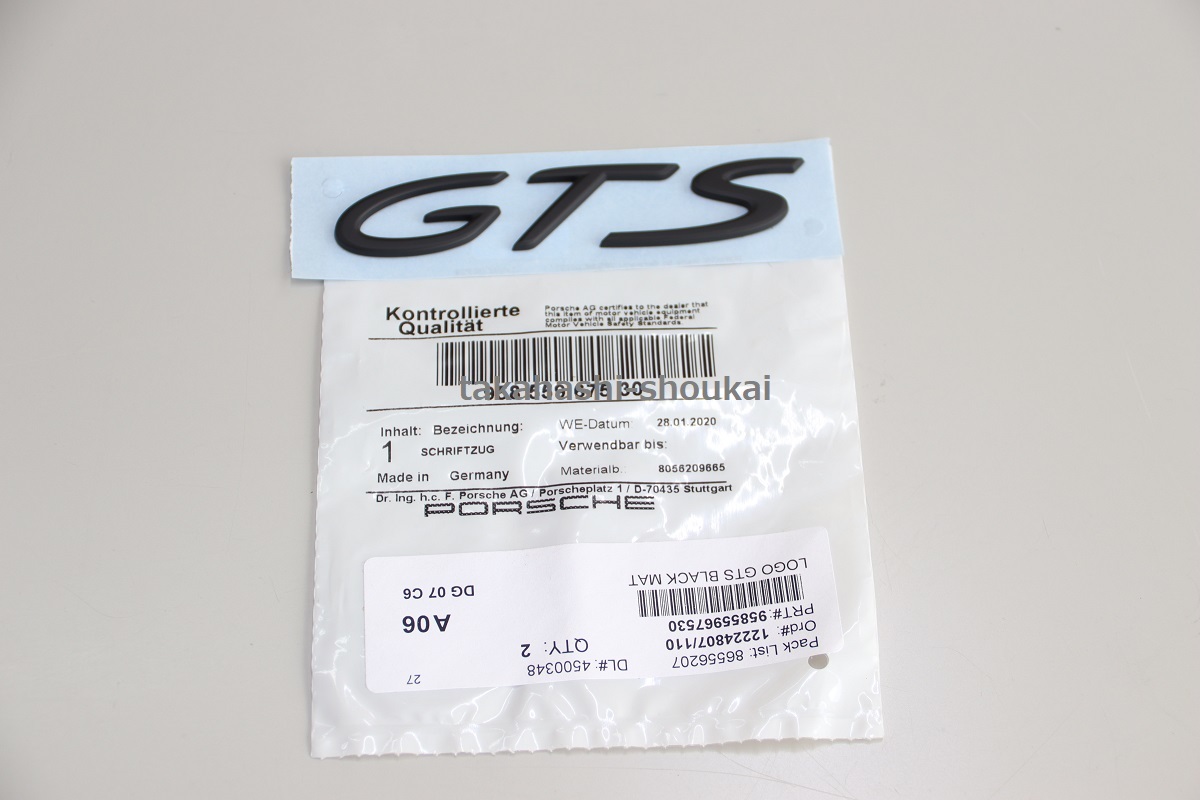 GTS
Kontrollierte
Qualität
Porsche AG certifies to the dealer that
this item of motor vehicle equipment
complies with all applicable Federal
Motor Vehicle Safety Standards.
takahashi-shoukai
Inhalt: Bezeichnung:
1 SCHRIFTZUG
WE-Datum 28.01.2020
Verwendbar bis:
Made in Germany
Materialb.: 8056209665
Dr. Ing. h.c. F. Porsche AG / Porscheplatz 1 / D-70435 Stuttgart
PORSCHE
Pack List: 86556207
Ord#: 12224807/110
PRT#: 95855967530
LOGO GTS BLACK MAT
DL#: 4500348
QTY: 2
27
A06
DG 07 C6